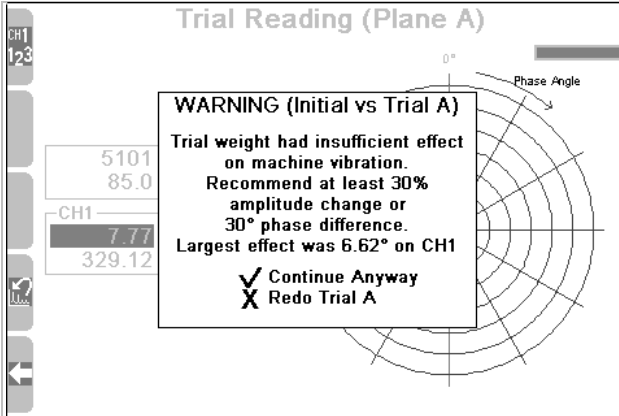 Trial Reading (Plane A)
CH1
123
0°
Phase Angle
WARNING (Initial vs Trial A)
Trial weight had insufficient effect
on machine vibration.
Recommend at least 30%
amplitude change or
30° phase difference.
Largest effect was 6.62° on CH1
Continue Anyway
Redo Trial A
5101
85.0
CH1
7.77
329.12